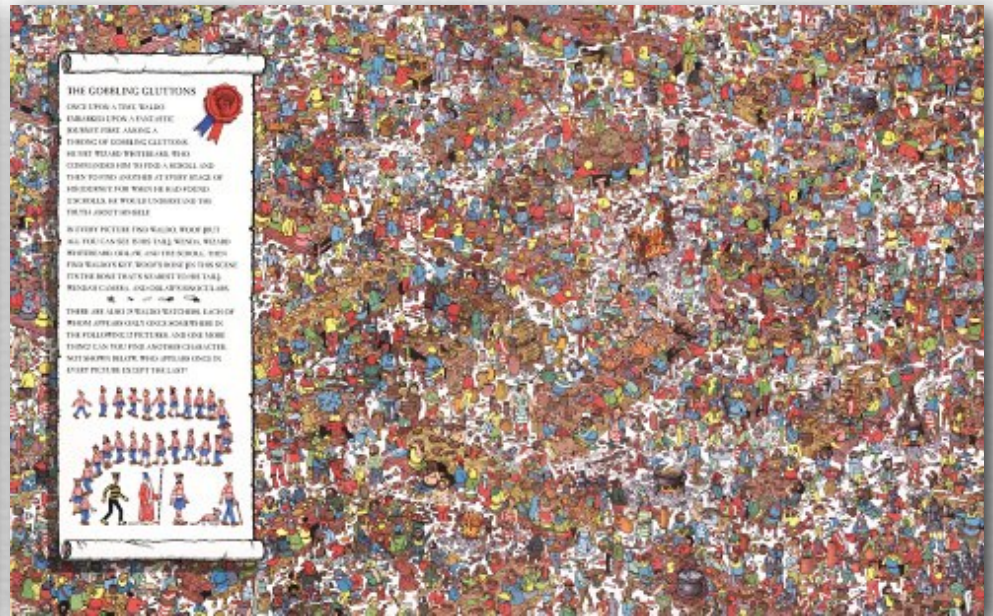 THE GOBBLING GLUTTONS
ONCE UPON A TIME WALDO
EMBARKED UPON A FANTASTIC
JOURNEY FIRST, AMONG A
THRONG OF GOBBLING GLUTTONS,
HE MET WIZARD WHITEBEARD, WHO
COMMANDED HIM TO FIND A SCROLL AND
THEN TO FIND ANOTHER AT EVERY STAGE OF
HIS JOURNEY. FOR WHEN HE HAD FOUND
12 SCROLLS, HE WOULD UNDERSTAND THE
TRUTH ABOUT HIMSELF.
IN EVERY PICTURE FIND WALDO, WOOF (BUT
ALL YOU CAN SEE IS HIS TAIL), WENDA, WIZARD
WHITEBEARD, ODLAW, AND THE SCROLL. THEN
FIND WALDO'S KEY, WOOF'S BONE (IN THIS SCENE
IT'S THE BONE THAT'S NEAREST TO HIS TAIL),
WENDA'S CAMERA, AND ODLAW'S BINOCULARS.
THERE ARE ALSO 25 WALDO-WATCHERS, EACH OF
WHOM APPEARS ONLY ONCE SOMEWHERE IN
THE FOLLOWING 12 PICTURES. AND ONE MORE
THING! CAN YOU FIND ANOTHER CHARACTER,
NOT SHOWN BELOW, WHO APPEARS ONCE IN
EVERY PICTURE EXCEPT THE LAST?